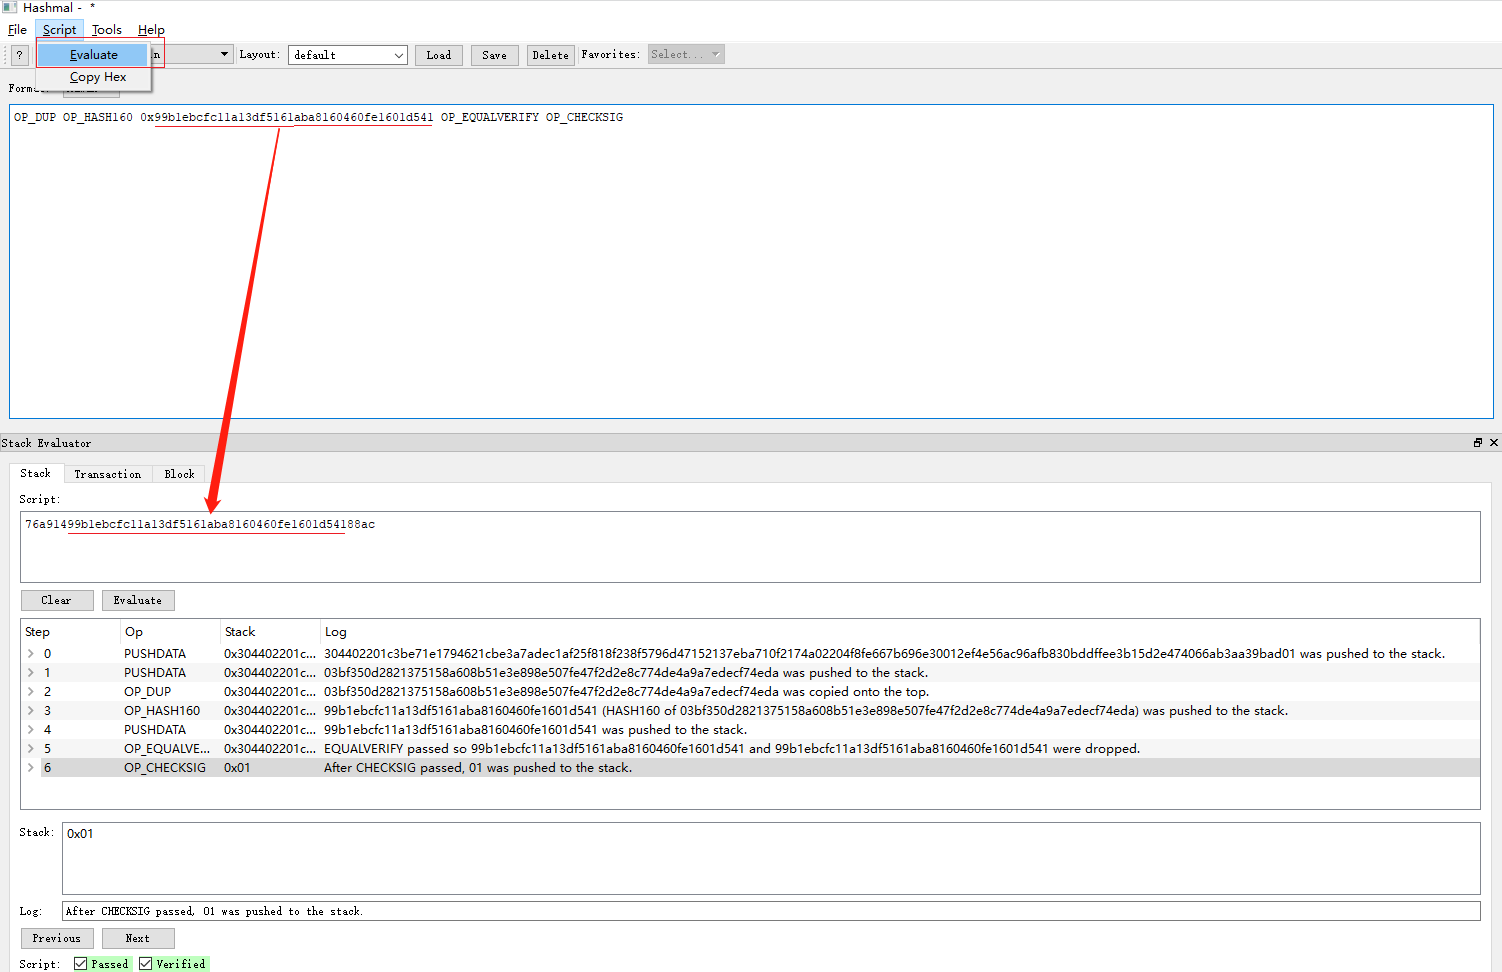 Hashmal - *
File Script Tools Help
? Evaluate Layout: default Load Save Delete Favorites: Select...
Copy Hex
OP_DUP OP_HASH160 0x99b1ebcfc11a13df5161aba8160460fe1601d541 OP_EQUALVERIFY OP_CHECKSIG
Stack Evaluator
Stack Transaction Block
Script:
76a91499b1ebcfc11a13df5161aba8160460fe1601d54188ac
Clear Evaluate
Step Op Stack Log
0 PUSHDATA 0x304402201c... 304402201c3be71e1794621cbe3a7adec1af25f818f238f5796d47152137eba710f2174a02204f8fe667b696e30012ef4e56ac96afb830bddffee3b15d2e474066ab3aa39bad01 was pushed to the stack.
1 PUSHDATA 0x304402201c... 03bf350d2821375158a608b51e3e898e507fe47f2d2e8c774de4a9a7edecf74eda was pushed to the stack.
2 OP_DUP 0x304402201c... 03bf350d2821375158a608b51e3e898e507fe47f2d2e8c774de4a9a7edecf74eda was copied onto the top.
3 OP_HASH160 0x304402201c... 99b1ebcfc11a13df5161aba8160460fe1601d541 (HASH160 of 03bf350d2821375158a608b51e3e898e507fe47f2d2e8c774de4a9a7edecf74eda) was pushed to the stack.
4 PUSHDATA 0x304402201c... 99b1ebcfc11a13df5161aba8160460fe1601d541 was pushed to the stack.
5 OP_EQUALVE... 0x304402201c... EQUALVERIFY passed so 99b1ebcfc11a13df5161aba8160460fe1601d541 and 99b1ebcfc11a13df5161aba8160460fe1601d541 were dropped.
6 OP_CHECKSIG 0x01 After CHECKSIG passed, 01 was pushed to the stack.
Stack: 0x01
Log: After CHECKSIG passed, 01 was pushed to the stack.
Previous Next
Script: Passed Verified